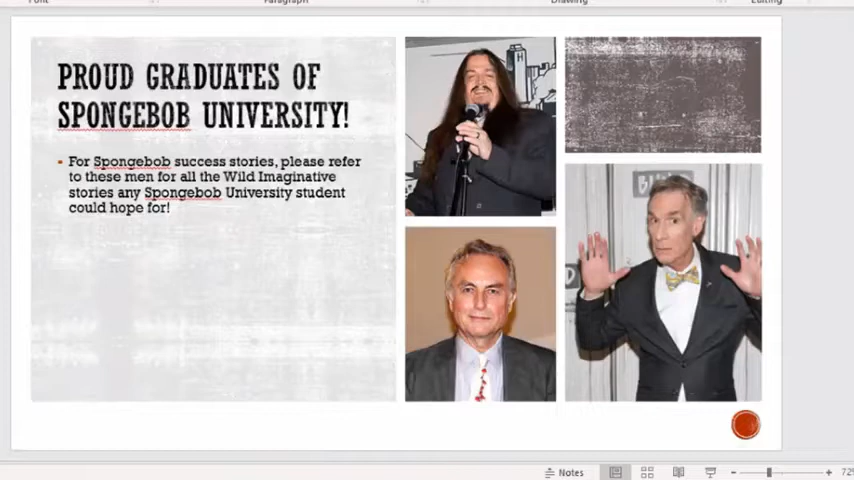 Font
Paragraph
Drawing
Editing
PROUD GRADUATES OF
SPONGEBOB UNIVERSITY!
For Spongebob success stories, please refer
to these men for all the Wild Imaginative
stories any Spongebob University student
could hope for!
H
Notes
72%